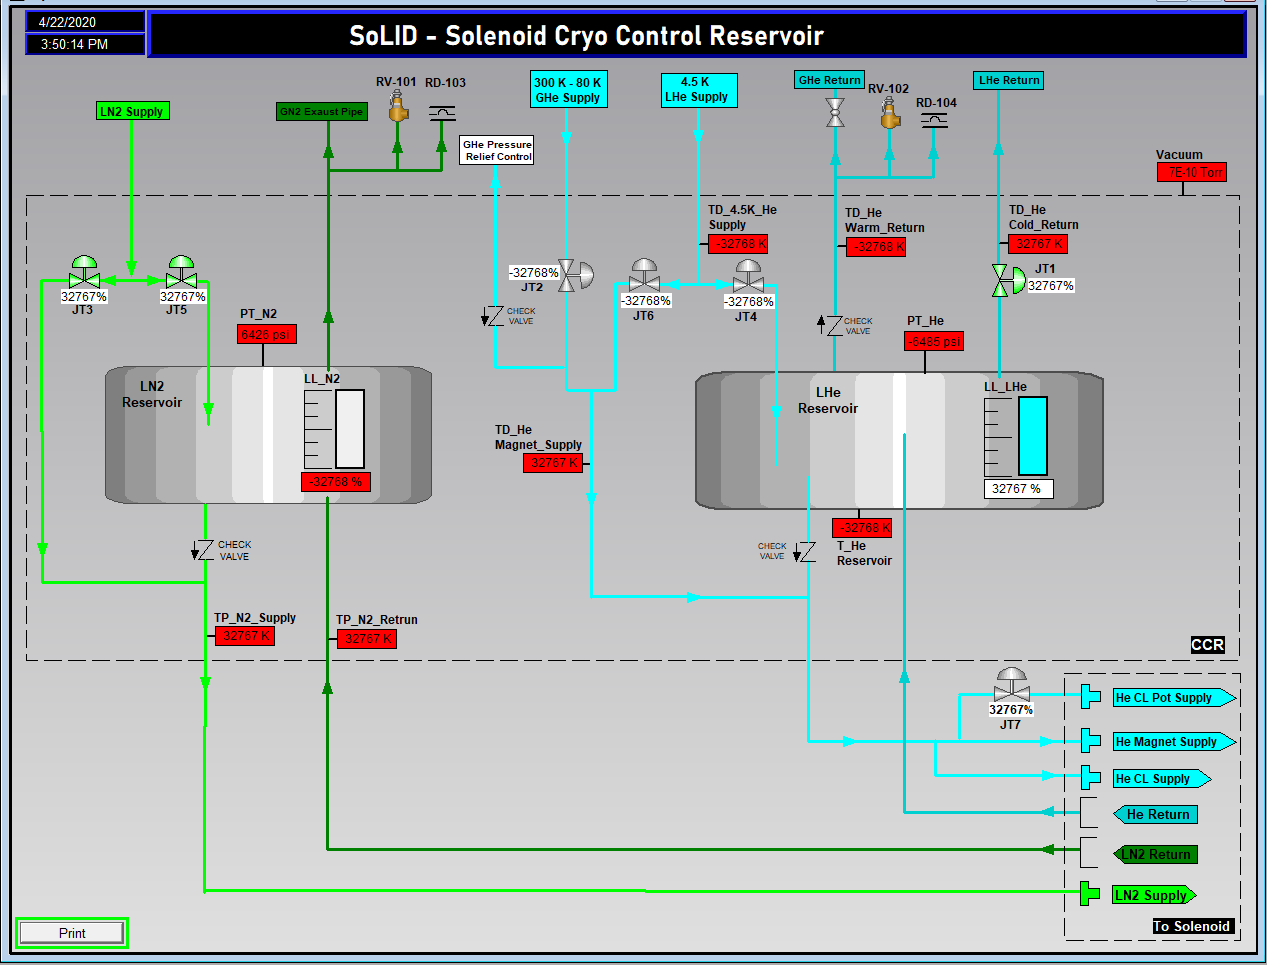 4/22/2020
3:50:14 PM
SoLID - Solenoid Cryo Control Reservoir
LN2 Supply
GN2 Exaust Pipe
RV-101
RD-103
300 K - 80 K
GHe Supply
4.5 K
LHe Supply
GHe Return
RV-102
RD-104
LHe Return
GHe Pressure
Relief Control
Vacuum
7E-10 Torr
TD_4.5K_He
Supply
-32768 K
TD_He
Warm_Return
-32768 K
TD_He
Cold_Return
32767 K
32767%
JT3
32767%
JT5
-32768%
JT2
-32768%
JT6
-32768%
JT4
JT1
32767%
PT_N2
6426 psi
CHECK
VALVE
CHECK
VALVE
PT_He
-6485 psi
LN2
Reservoir
LL_N2
-32768 %
LHe
Reservoir
LL_LHe
32767 %
TD_He
Magnet_Supply
32767 K
-32768 K
T_He
Reservoir
CHECK
VALVE
CHECK
VALVE
TP_N2_Supply
32767 K
TP_N2_Retrun
32767 K
CCR
32767%
JT7
He CL Pot Supply
He Magnet Supply
He CL Supply
He Return
LN2 Return
LN2 Supply
To Solenoid
Print